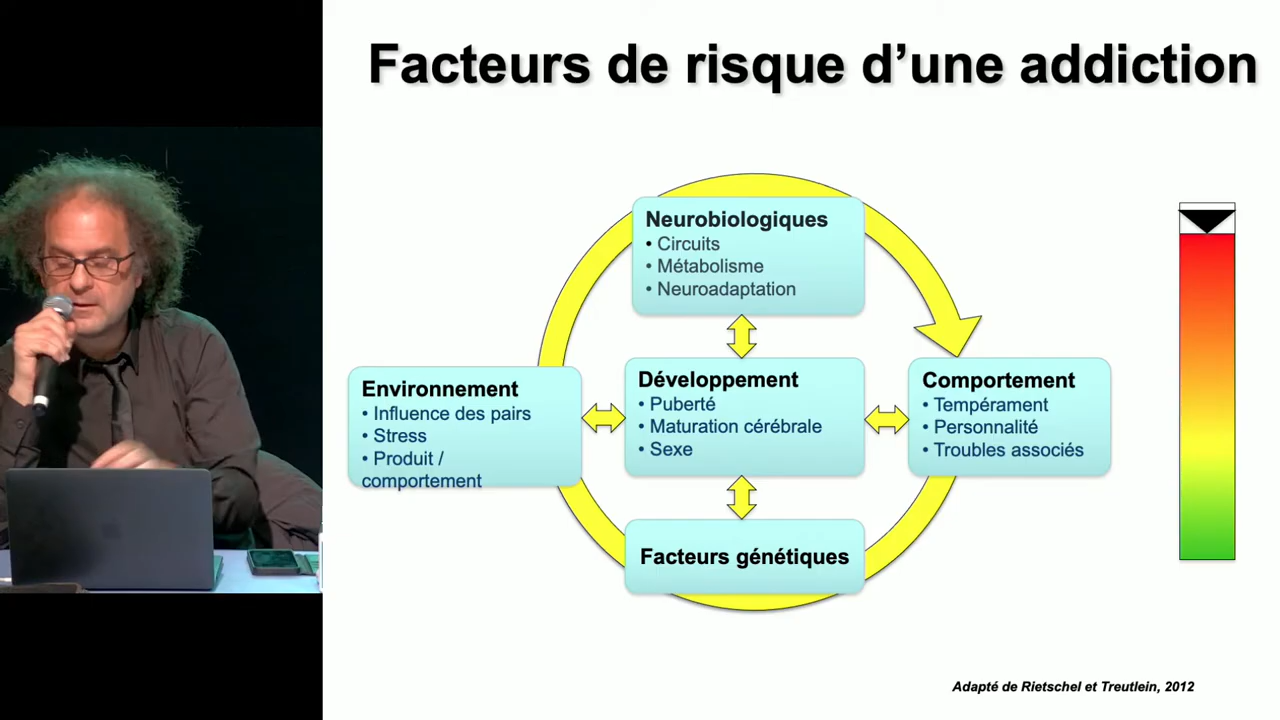 Facteurs de risque d'une addiction
Neurobiologiques
• Circuits
• Métabolisme
• Neuroadaptation
Environnement
• Influence des pairs
• Stress
• Produit /
comportement
Développement
• Puberté
• Maturation cérébrale
• Sexe
Comportement
• Tempérament
• Personnalité
• Troubles associés
Facteurs génétiques
Adapté de Rietschel et Treutlein, 2012